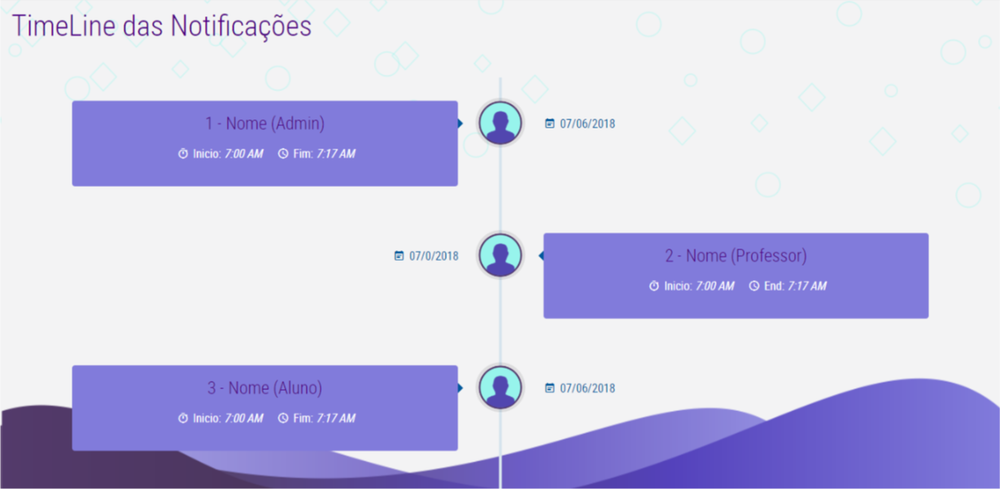 TimeLine das Notificações
1 - Nome (Admin)
07/06/2018
Inicio: 7:00 AM Fim: 7:17 AM
07/0/2018
2 - Nome (Professor)
Inicio: 7:00 AM End: 7:17 AM
3 - Nome (Aluno)
07/06/2018
Inicio: 7:00 AM Fim: 7:17 AM